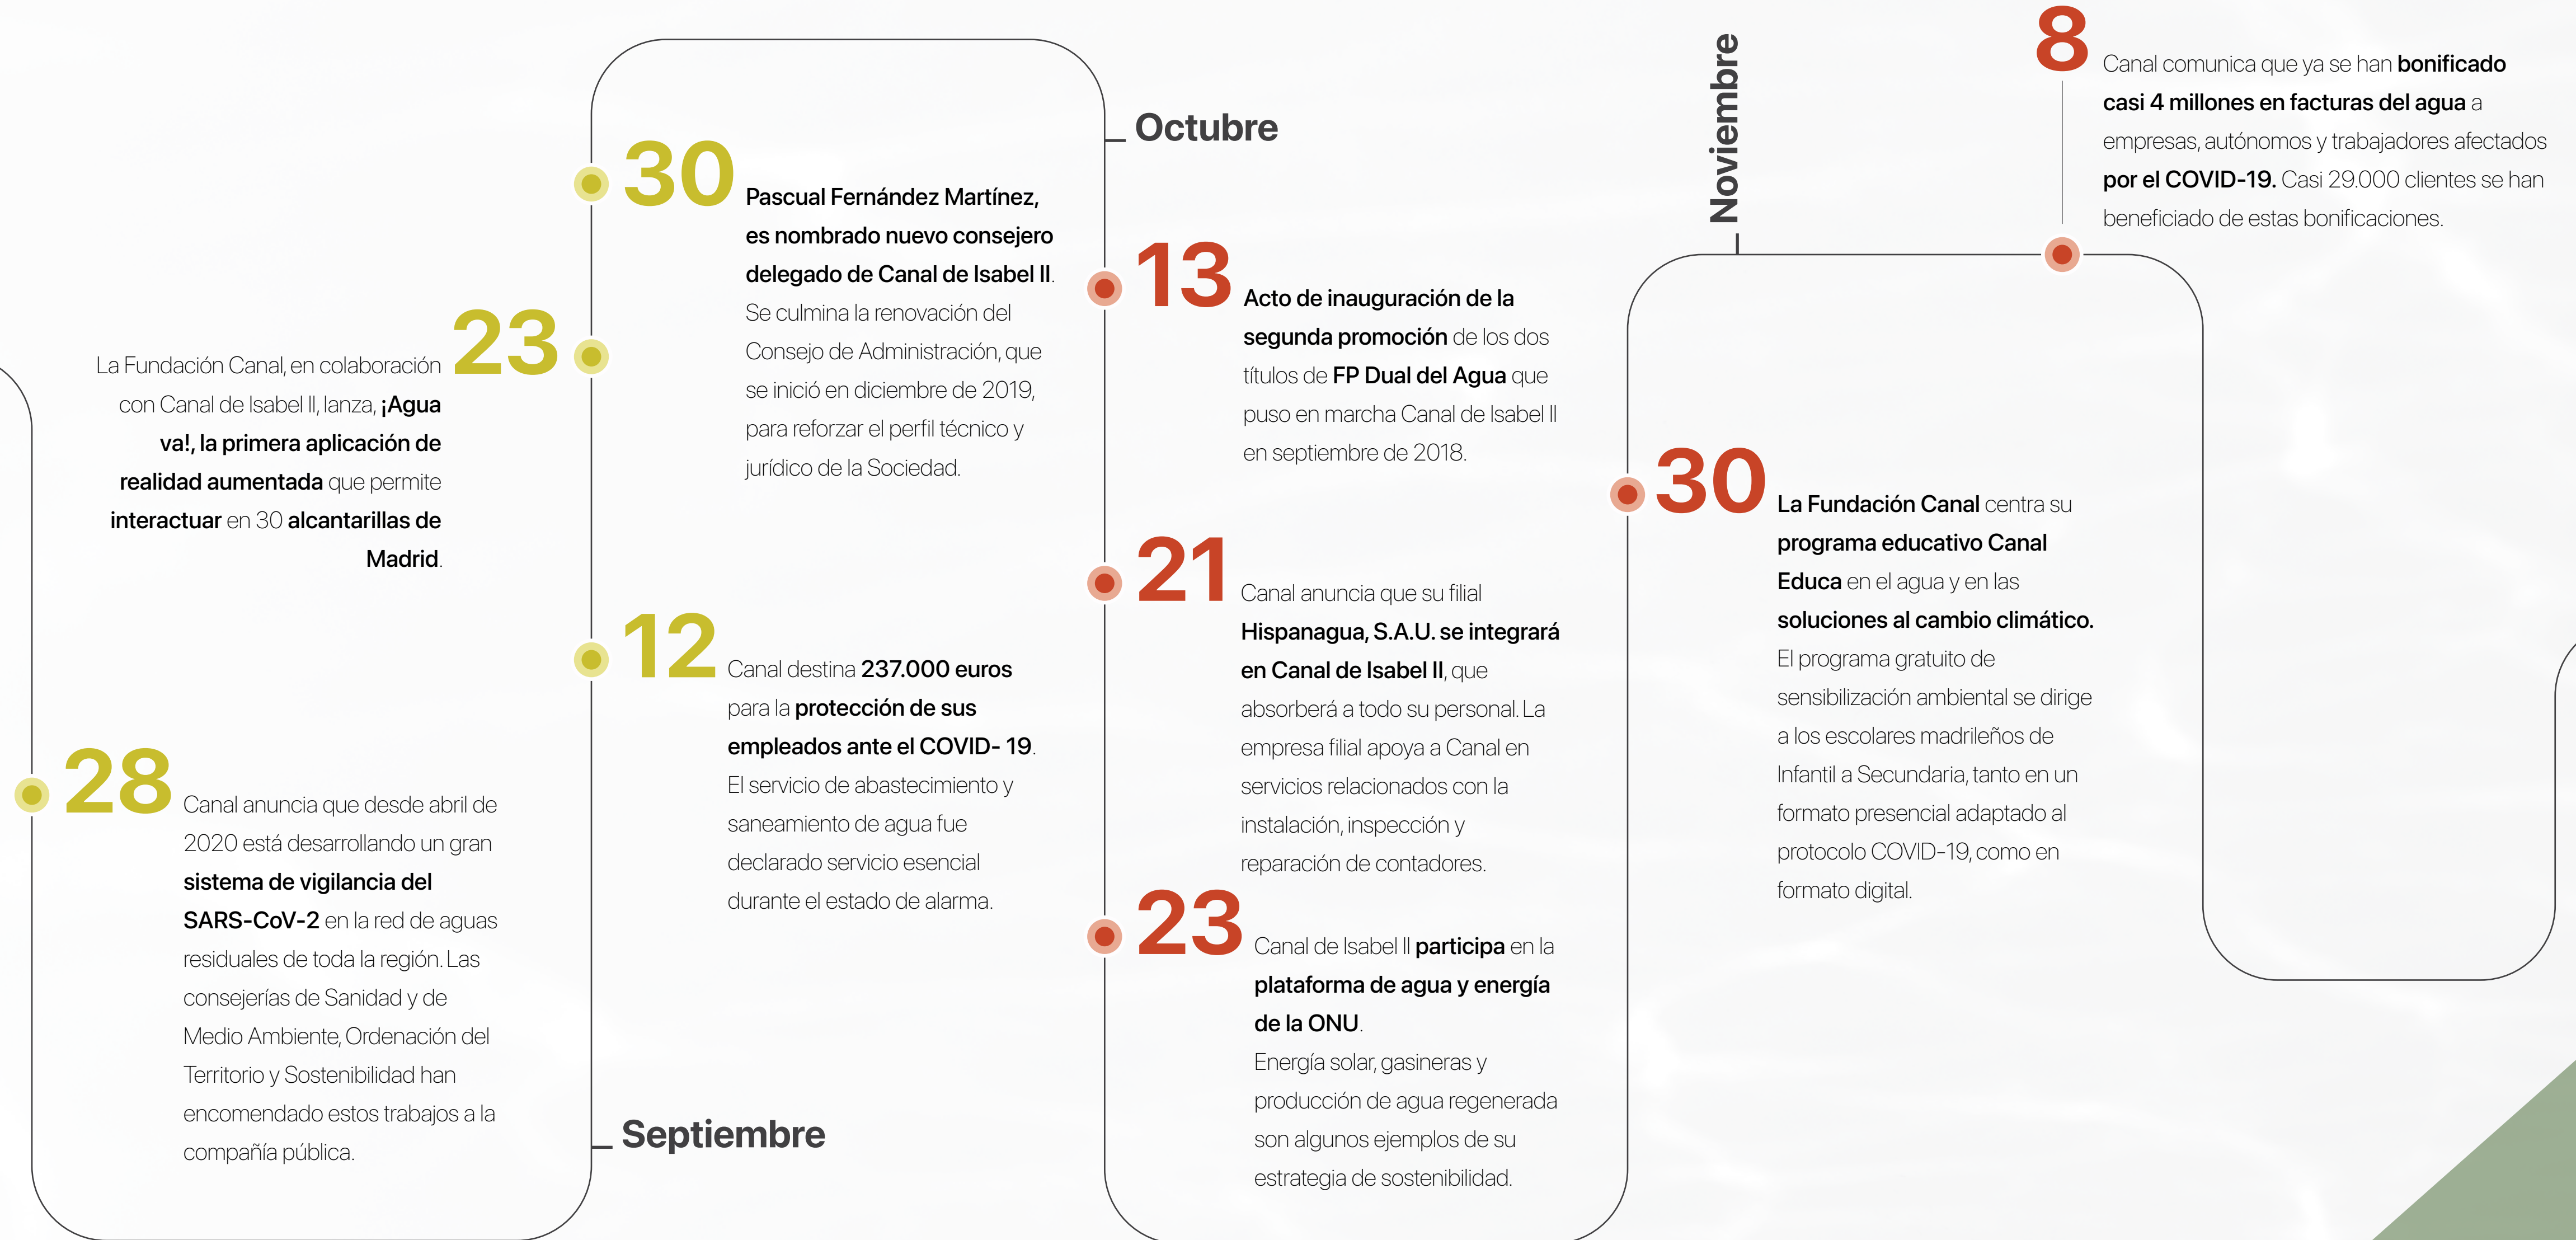 28
Canal anuncia que desde abril de
2020 está desarrollando un gran
sistema de vigilancia del
SARS-CoV-2 en la red de aguas
residuales de toda la región. Las
consejerías de Sanidad y de
Medio Ambiente, Ordenación del
Territorio y Sostenibilidad han
encomendado estos trabajos a la
compañía pública.
Septiembre
12
Canal destina 237.000 euros
para la protección de sus
empleados ante el COVID- 19.
El servicio de abastecimiento y
saneamiento de agua fue
declarado servicio esencial
durante el estado de alarma.
23
La Fundación Canal, en colaboración
con Canal de Isabel II, lanza, ¡Agua
va!, la primera aplicación de
realidad aumentada que permite
interactuar en 30 alcantarillas de
Madrid.
30
Pascual Fernández Martínez,
es nombrado nuevo consejero
delegado de Canal de Isabel II.
Se culmina la renovación del
Consejo de Administración, que
se inició en diciembre de 2019,
para reforzar el perfil técnico y
jurídico de la Sociedad.
Octubre
13
Acto de inauguración de la
segunda promoción de los dos
títulos de FP Dual del Agua que
puso en marcha Canal de Isabel II
en septiembre de 2018.
21
Canal anuncia que su filial
Hispanagua, S.A.U. se integrará
en Canal de Isabel II, que
absorberá a todo su personal. La
empresa filial apoya a Canal en
servicios relacionados con la
instalación, inspección y
reparación de contadores.
23
Canal de Isabel II participa en la
plataforma de agua y energía
de la ONU.
Energía solar, gasineras y
producción de agua regenerada
son algunos ejemplos de su
estrategia de sostenibilidad.
30
La Fundación Canal centra su
programa educativo Canal
Educa en el agua y en las
soluciones al cambio climático.
El programa gratuito de
sensibilización ambiental se dirige
a los escolares madrileños de
Infantil a Secundaria, tanto en un
formato presencial adaptado al
protocolo COVID-19, como en
formato digital.
Noviembre
8
Canal comunica que ya se han bonificado
casi 4 millones en facturas del agua a
empresas, autónomos y trabajadores afectados
por el COVID-19. Casi 29.000 clientes se han
beneficiado de estas bonificaciones.